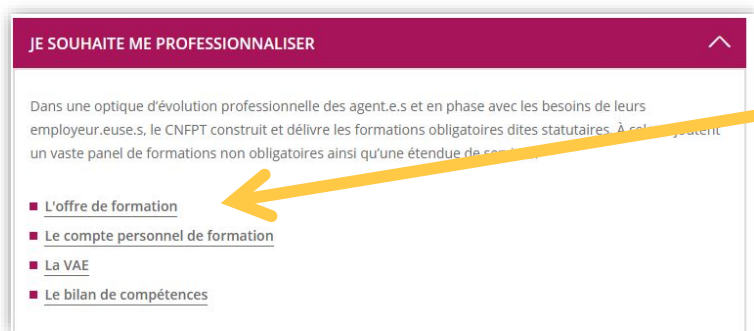 JE SOUHAITE ME PROFESSIONNALISER
Dans une optique d'évolution professionnelle des agent.e.s et en phase avec les besoins de leurs
employeur.euse.s, le CNFPT construit et délivre les formations obligatoires dites statutaires. À
un vaste panel de formations non obligatoires ainsi qu'une étendue de
L'offre de formation
Le compte personnel de formation
La VAE
Le bilan de compétences